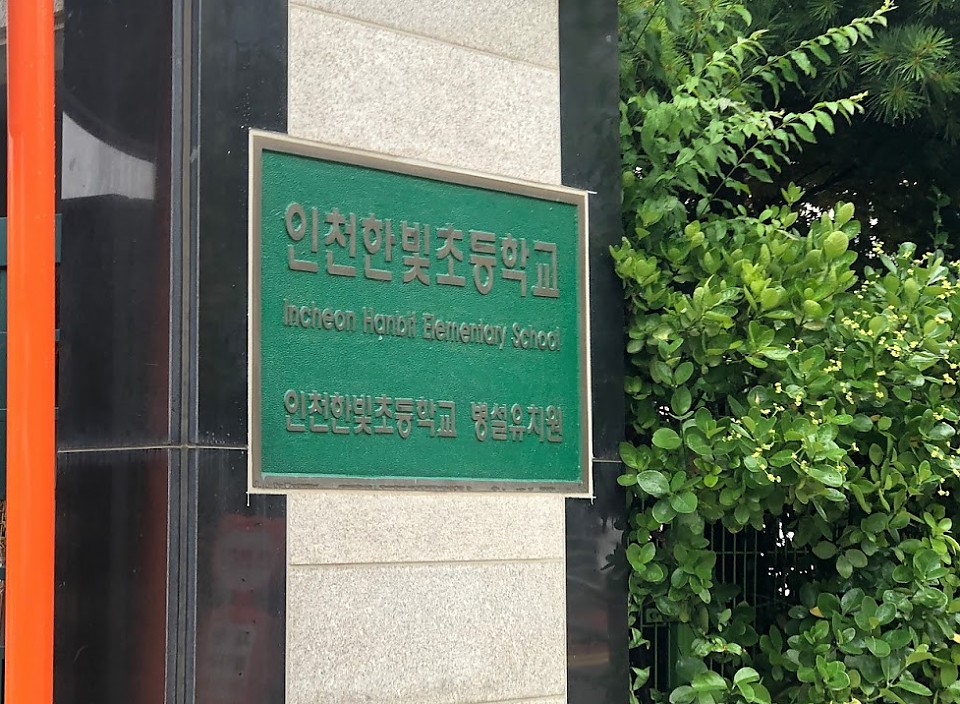 인천한빛초등학교
Incheon Hanbit Elementary School
인천한빛초등학교 병설유치원